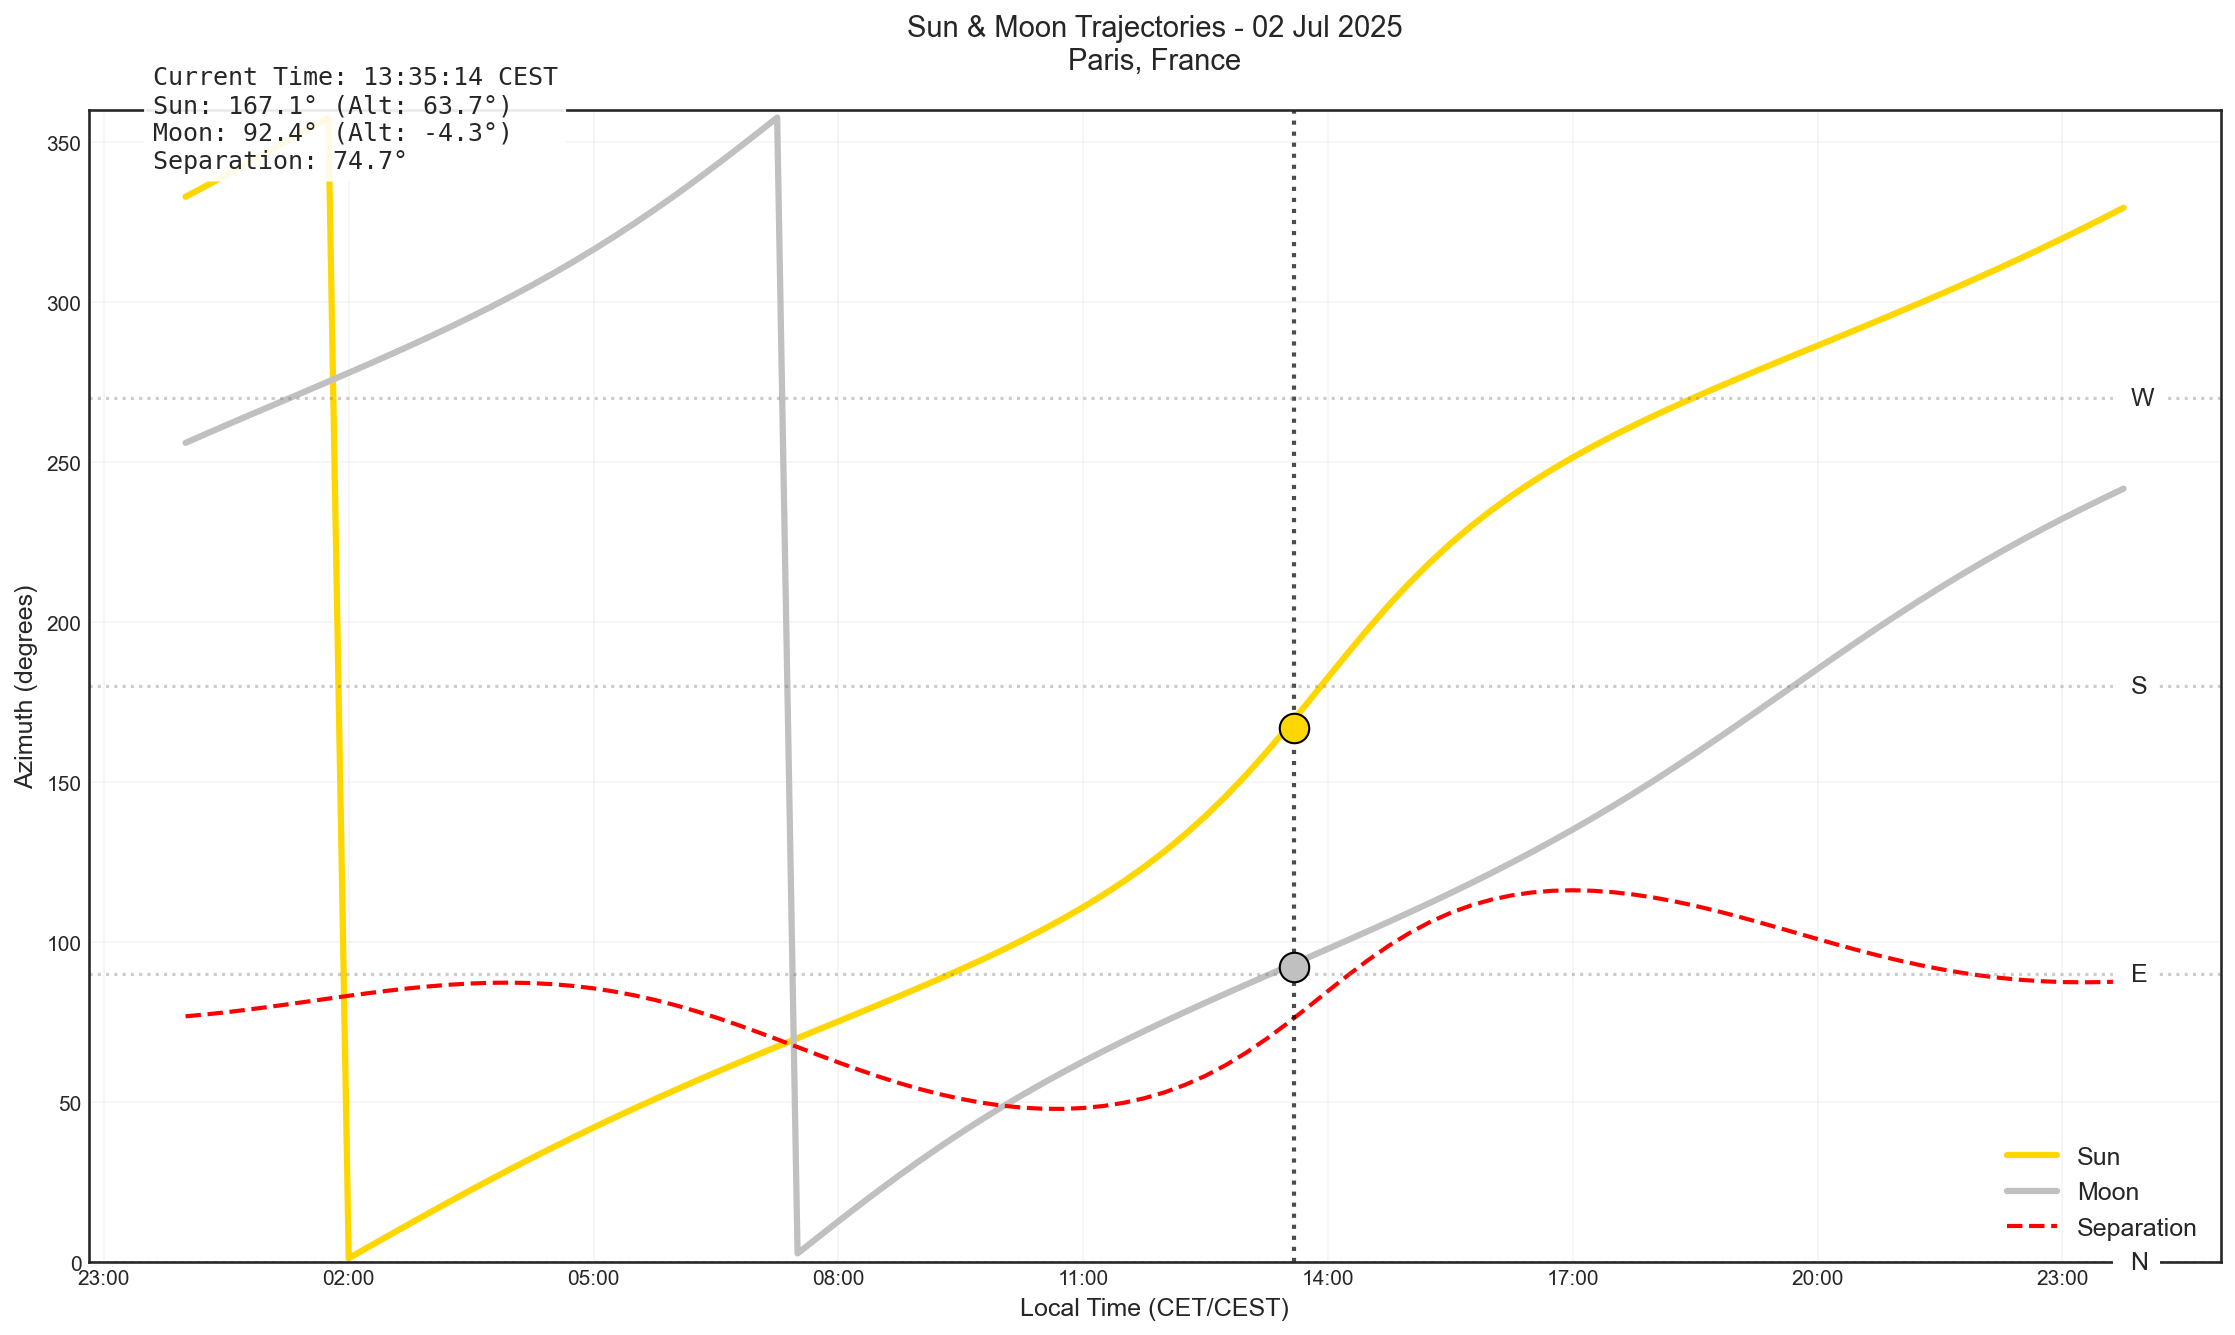 Sun & Moon Trajectories - 02 Jul 2025
Paris, France
Current Time: 13:35:14 CEST
Sun: 167.1° (Alt: 63.7°)
Moon: 92.4° (Alt: -4.3°)
Separation: 74.7°
350
300
250
200
150
100
50
0
Azimuth (degrees)
W
S
E
N
Sun
Moon
Separation
23:00
02:00
05:00
08:00
11:00
14:00
17:00
20:00
23:00
Local Time (CET/CEST)